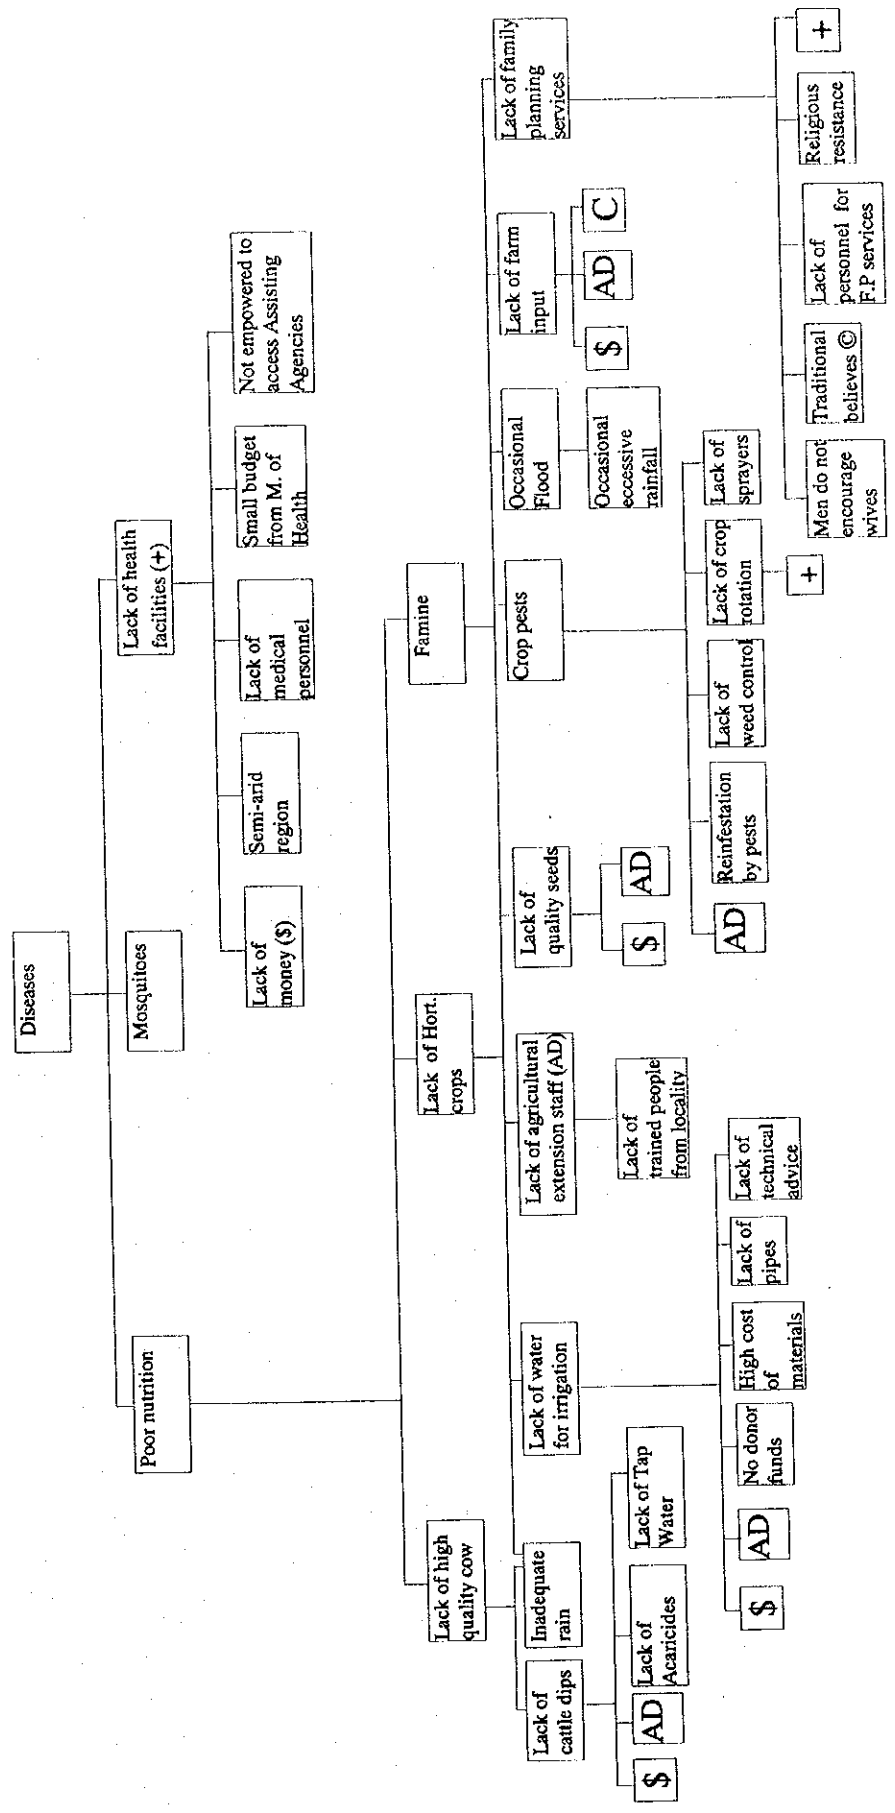 Diseases
Poor nutrition
Mosquitoes
Lack of health
facilities (+)
Lack of
money ($)
Semi-arid
region
Lack of
medical
personnel
Small budget
from M. of
Health
Not empowered to
access Assisting
Agencies
Lack of high
quality cow
Lack of Hort.
crops
Famine
Lack of
cattle dips
Inadequate
rain
Lack of water
for irrigation
Lack of agricultural
extension staff (AD)
Lack of
quality seeds
Crop pests
Occasional
Flood
Lack of farm
input
Lack of family
planning
services
$
AD
Lack of
Acaricides
Lack of Tap
Water
Lack of
trained people
from locality
$
AD
Occasional
eccessive
rainfall
$
AD
C
$
AD
No donor
funds
High cost
of
materials
Lack of
pipes
Lack of
technical
advice
AD
Reinfestation
by pests
Lack of
weed control
Lack of crop
rotation
Lack of
sprayers
+
Men do not
encourage
wives
Traditional
believes ©
Lack of
personnel for
F.P services
Religious
resistance
+